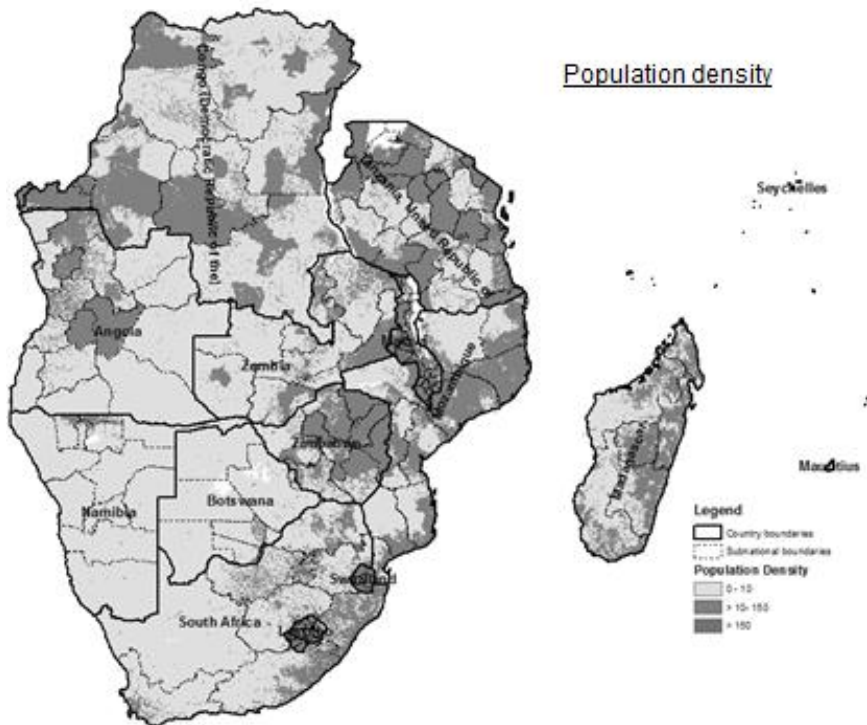 Population density
Congo (Democratic Republic of the)
Tanzania, United Republic of
Seychelles
Angola
Zambia
Malawi
Mozambique
Zimbabwe
Madagascar
Mauritius
Namibia
Botswana
Swaziland
South Africa
Legend
Country boundaries
Subnational boundaries
Population Density
0 - 10
> 10- 150
> 150